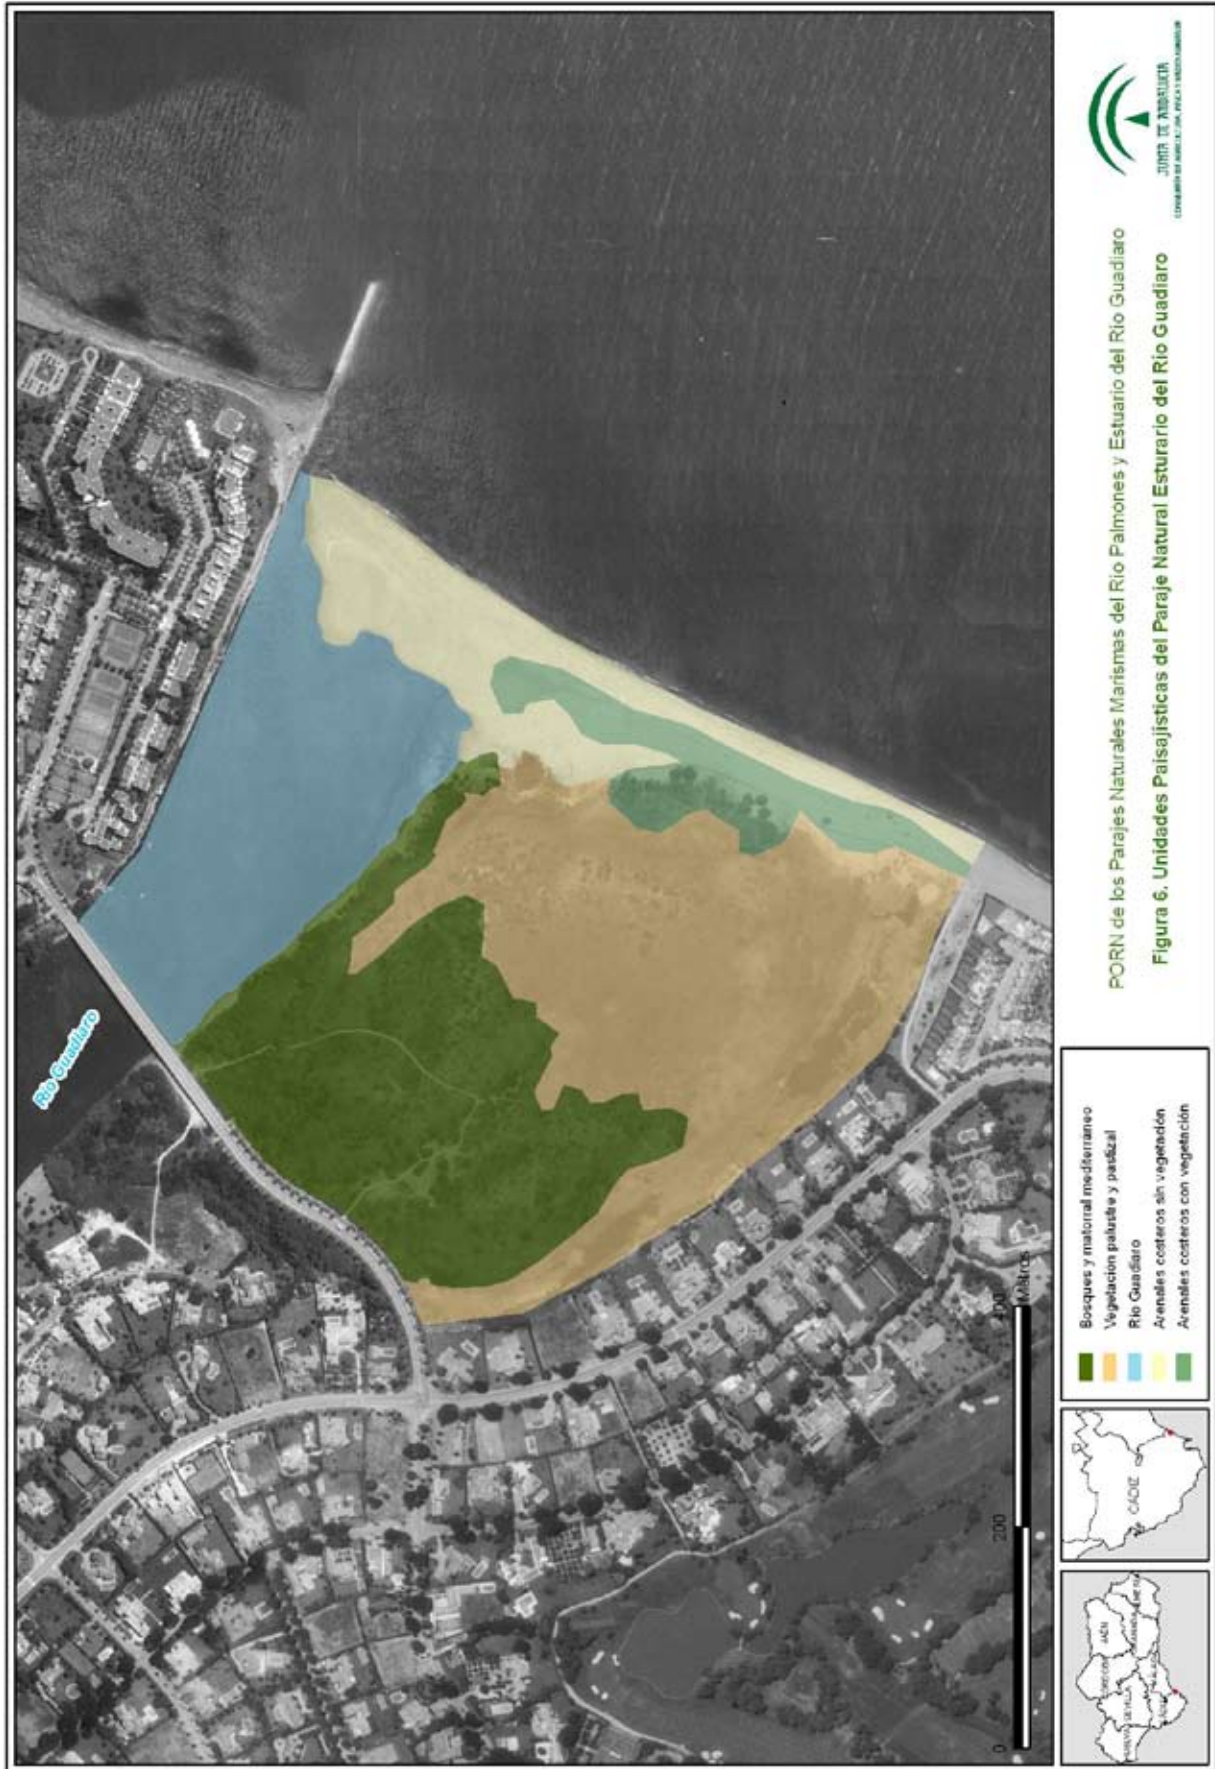 Río Guadiaro
0
200
400
Metros
CÁDIZ
Bosques y matorral mediterráneo
Vegetación palustre y pastizal
Río Guadiaro
Arenales costeros sin vegetación
Arenales costeros con vegetación
PORN de los Parajes Naturales Marismas del Río Palmones y Estuario del Río Guadiaro
Figura 6. Unidades Paisajísticas del Paraje Natural Esturario del Río Guadiaro
JUNTA DE ANDALUCIA